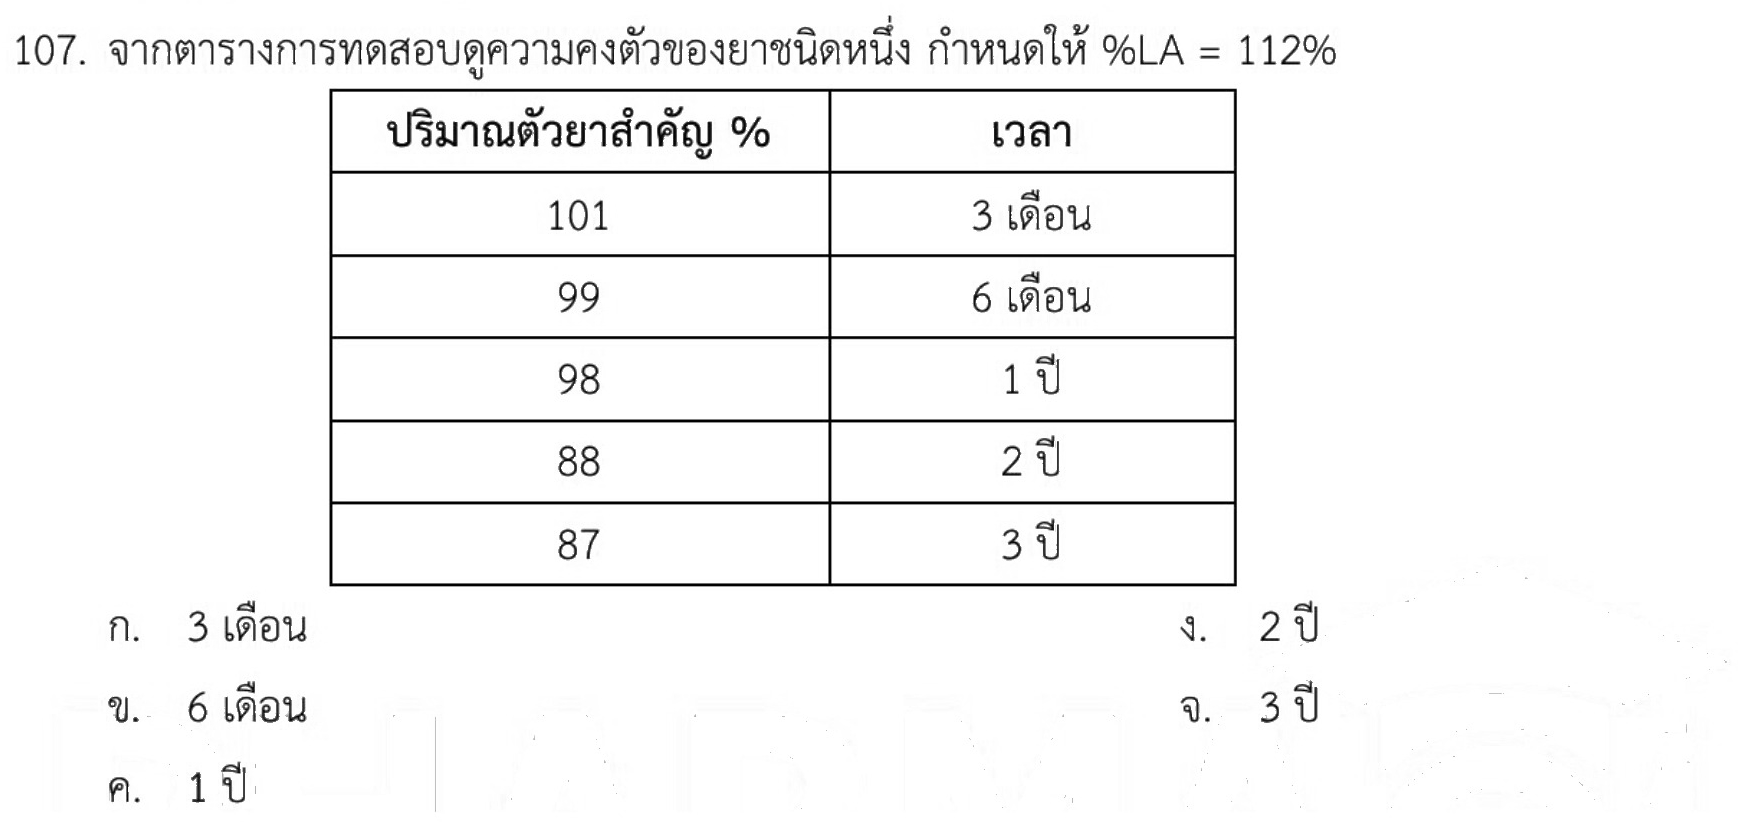 107. จากตารางการทดสอบดูความคงตัวของยาชนิดหนึ่ง กำหนดให้ %LA = 112%
ปริมาณตัวยาสำคัญ % เวลา
101 3 เดือน
99 6 เดือน
98 1 ปี
88 2 ปี
87 3 ปี
ก. 3 เดือน ง. 2 ปี
ข. 6 เดือน จ. 3 ปี
ค. 1 ปี